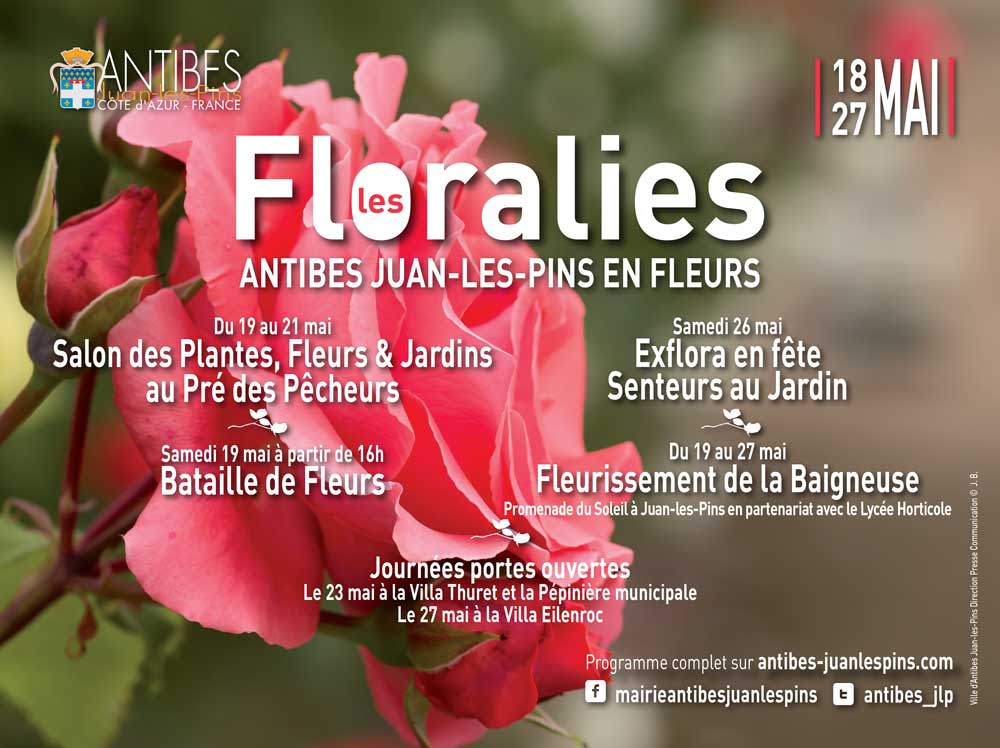 ANTIBES
Juan-les-Pins
CÔTE d'AZUR - FRANCE
18
27 MAI
les
Floralies
ANTIBES JUAN-LES-PINS EN FLEURS
Du 19 au 21 mai
Salon des Plantes, Fleurs & Jardins
au Pré des Pêcheurs
Samedi 19 mai à partir de 16h
Bataille de Fleurs
Samedi 26 mai
Exflora en fête
Senteurs au Jardin
Du 19 au 27 mai
Fleurissement de la Baigneuse
Promenade du Soleil à Juan-les-Pins en partenariat avec le Lycée Horticole
Journées portes ouvertes
Le 23 mai à la Villa Thuret et la Pépinière municipale
Le 27 mai à la Villa Eilenroc
Programme complet sur antibes-juanlespins.com
f mairieantibesjuanlespins t antibes_jlp
Ville d'Antibes Juan-les-Pins Direction Presse Communication © J. B.